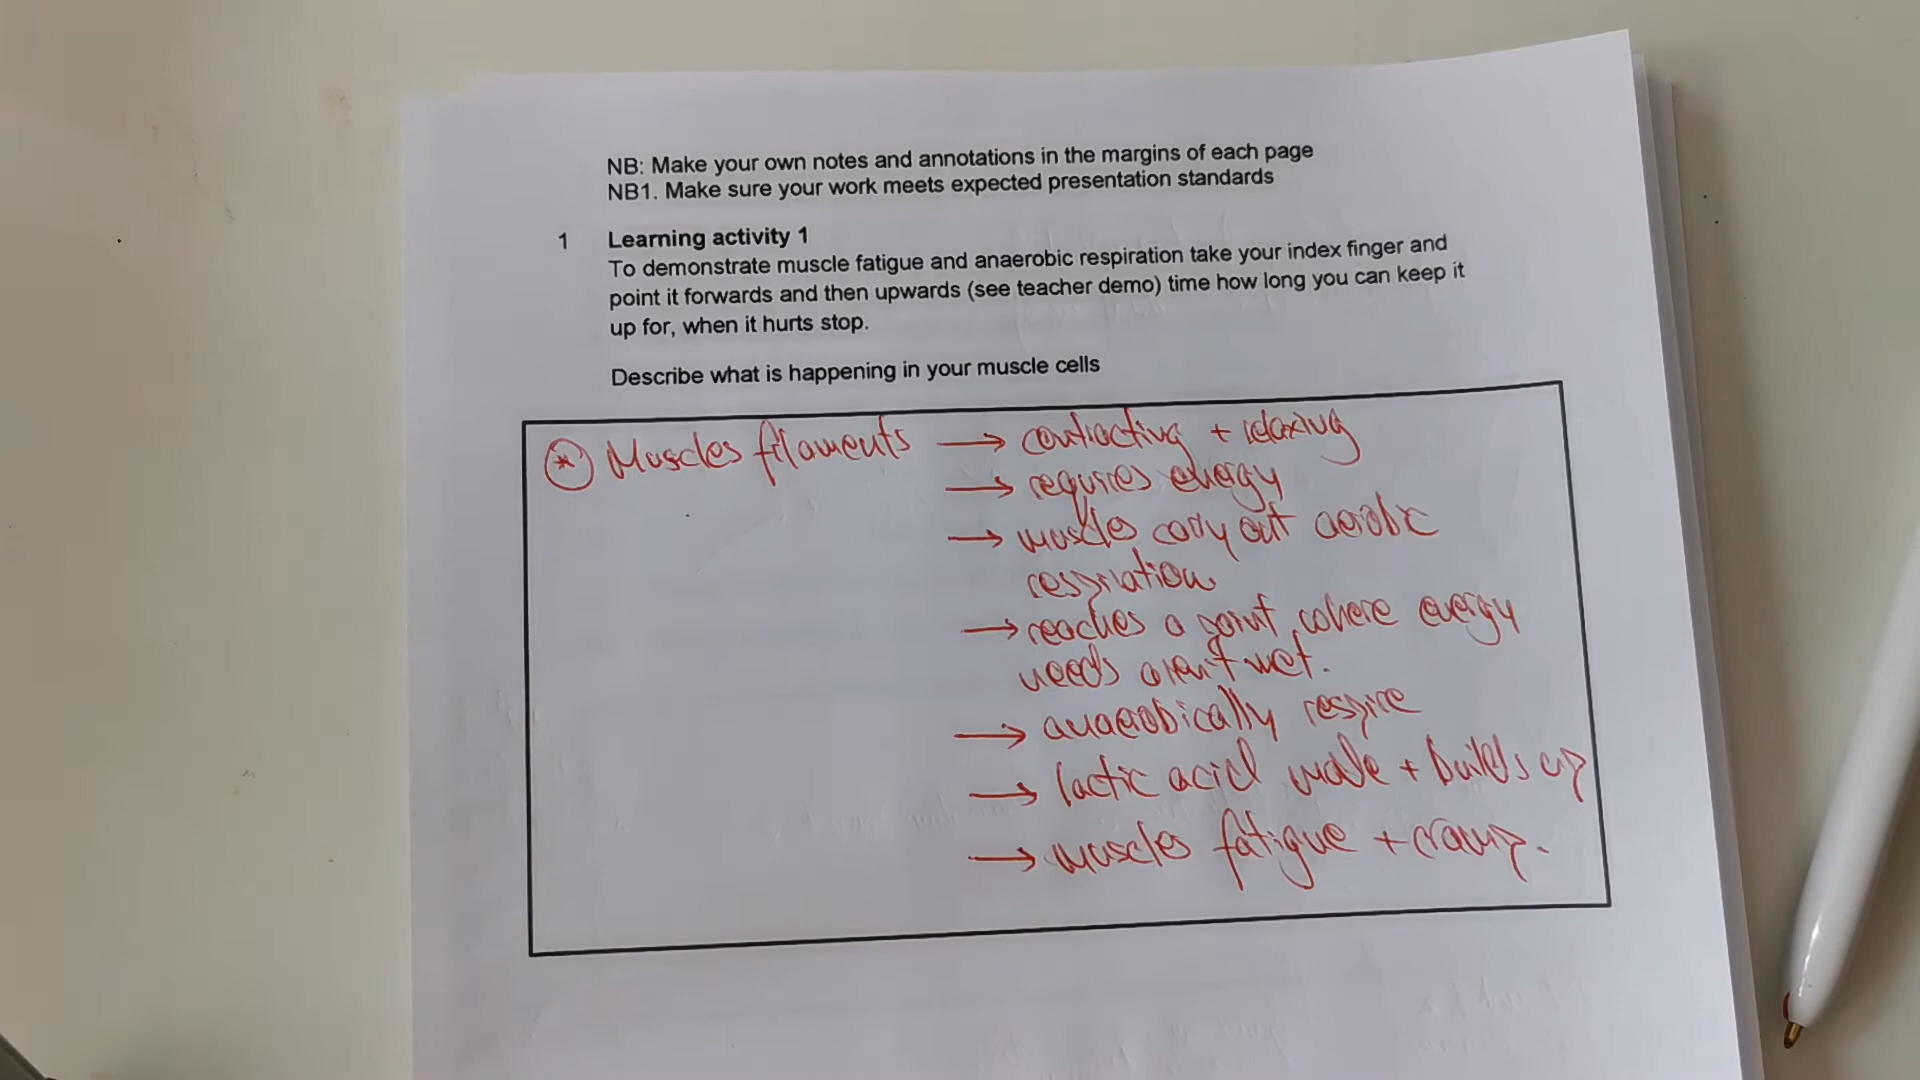 NB: Make your own notes and annotations in the margins of each page
NB1. Make sure your work meets expected presentation standards
1 Learning activity 1
To demonstrate muscle fatigue and anaerobic respiration take your index finger and
point it forwards and then upwards (see teacher demo) time how long you can keep it
up for, when it hurts stop.
Describe what is happening in your muscle cells
* Muscles filaments → contracting + relaxing
→ requires energy
→ muscles carry out aerobic
respiration
→ reaches a point where energy
needs aren't met.
→ anaerobically respire
→ lactic acid made + builds up
→ muscles fatigue + cramp.